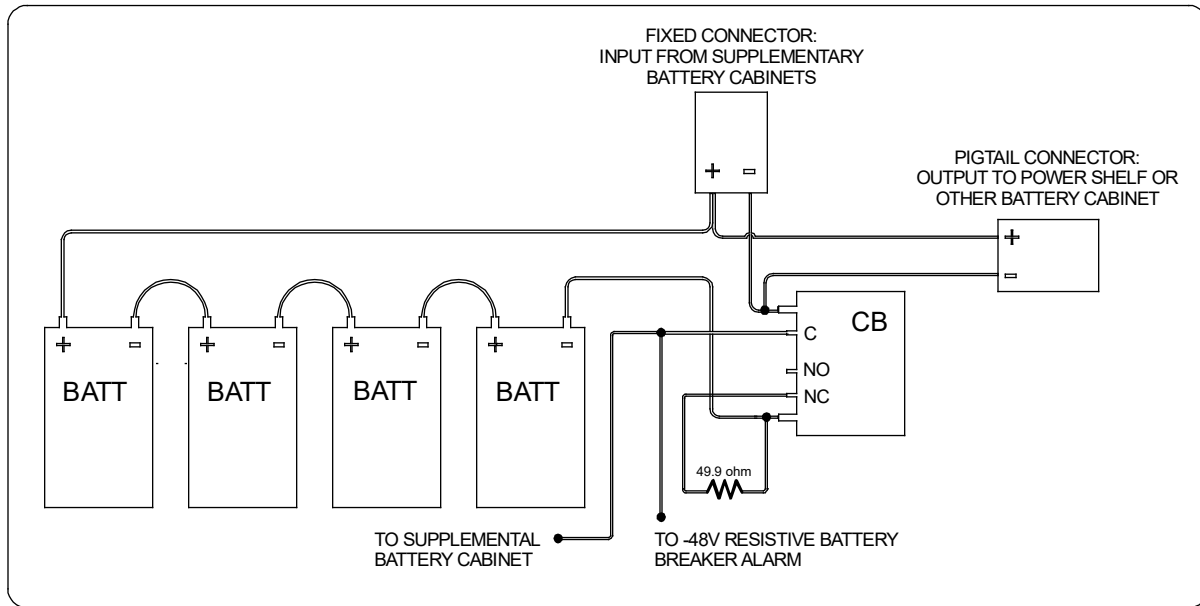 FIXED CONNECTOR:
INPUT FROM SUPPLEMENTARY
BATTERY CABINETS
+ -
PIGTAIL CONNECTOR:
OUTPUT TO POWER SHELF OR
OTHER BATTERY CABINET
+
-
CB
C
NO
NC
+ - + - + - + -
BATT BATT BATT BATT
49.9 ohm
TO SUPPLEMENTAL
BATTERY CABINET
TO -48V RESISTIVE BATTERY
BREAKER ALARM